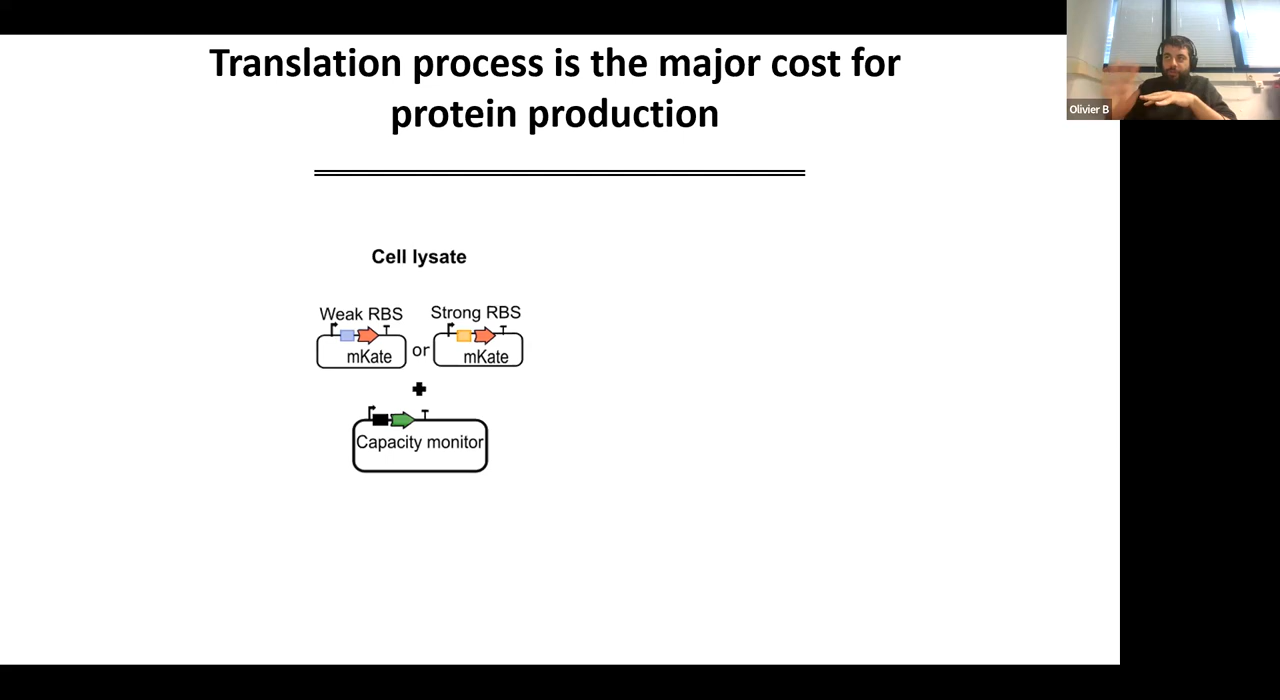 Translation process is the major cost for
protein production
Olivier B
Cell lysate
Weak RBS
Strong RBS
mKate
or
mKate
Capacity monitor